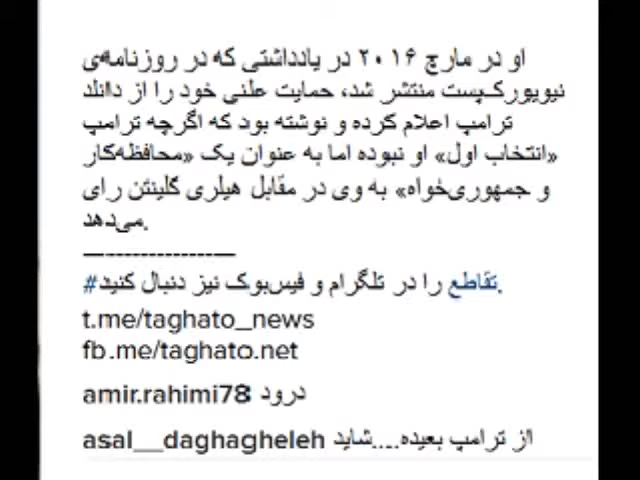 او در مارچ ۲۰۱۶ در یادداشتی که در روزنامه‌ی
نیویورک‌پست منتشر شد، حمایت علنی خود را از دانلد
ترامپ اعلام کرده و نوشته بود که اگرچه ترامپ
«انتخاب اول» او نبوده اما به عنوان یک «محافظه‌کار
و جمهوری‌خواه» به وی در مقابل هیلری گلینتن رای
می‌دهد.
------------------
#تقاطع را در تلگرام و فیس‌بوک نیز دنبال کنید.
t.me/taghato_news
fb.me/taghato.net
amir.rahimi78 درود
asal__daghagheleh از ترامپ بعیده....شاید